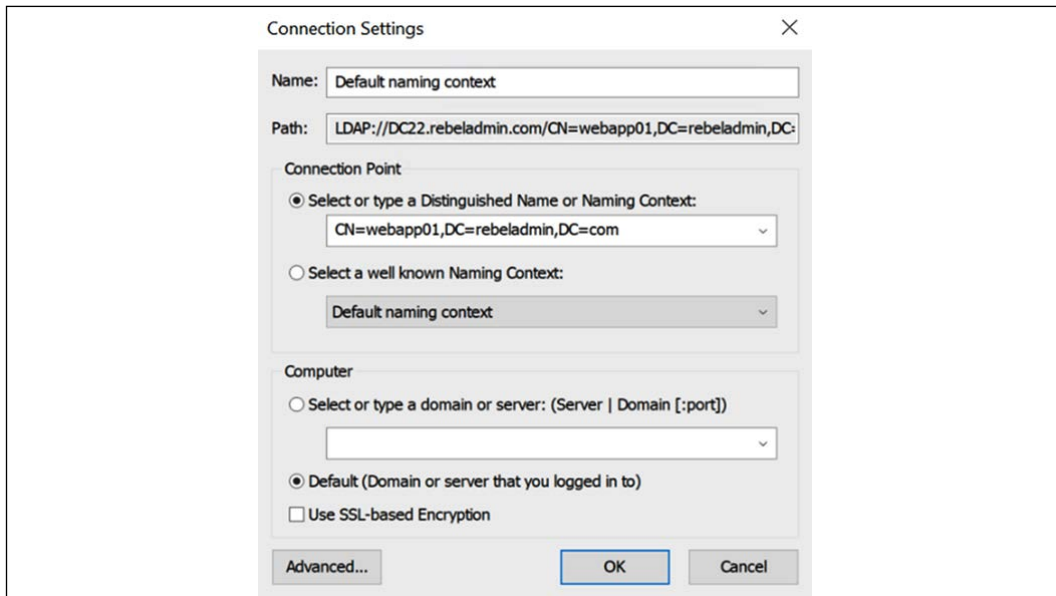 Connection Settings
Name: Default naming context
Path: LDAP://DC22.rebeladmin.com/CN=webapp01,DC=rebeladmin,DC=
Connection Point
Select or type a Distinguished Name or Naming Context:
CN=webapp01,DC=rebeladmin,DC=com
Select a well known Naming Context:
Default naming context
Computer
Select or type a domain or server: (Server | Domain [:port])
Default (Domain or server that you logged in to)
Use SSL-based Encryption
Advanced... OK Cancel